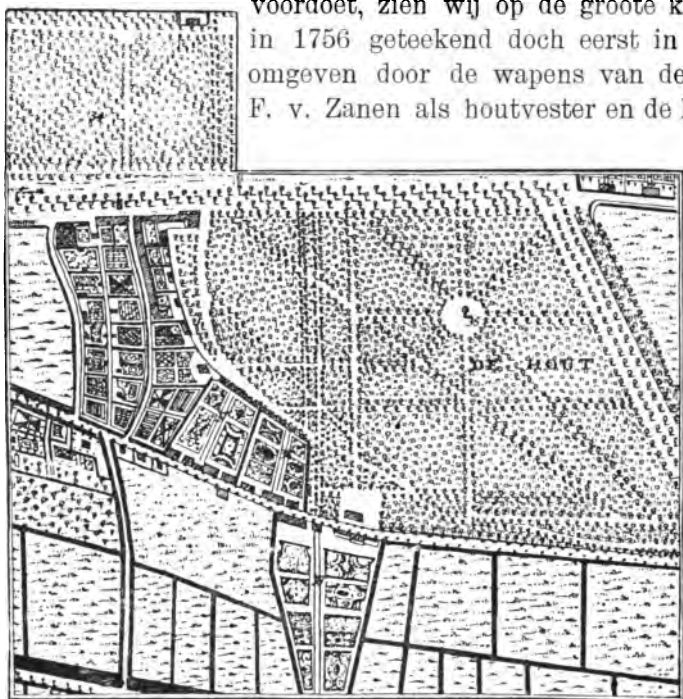 voordoet, zien wij op de groote k
in 1756 geteekend doch eerst in
omgeven door de wapens van de
F. v. Zanen als houtvester en de
DE HOUT